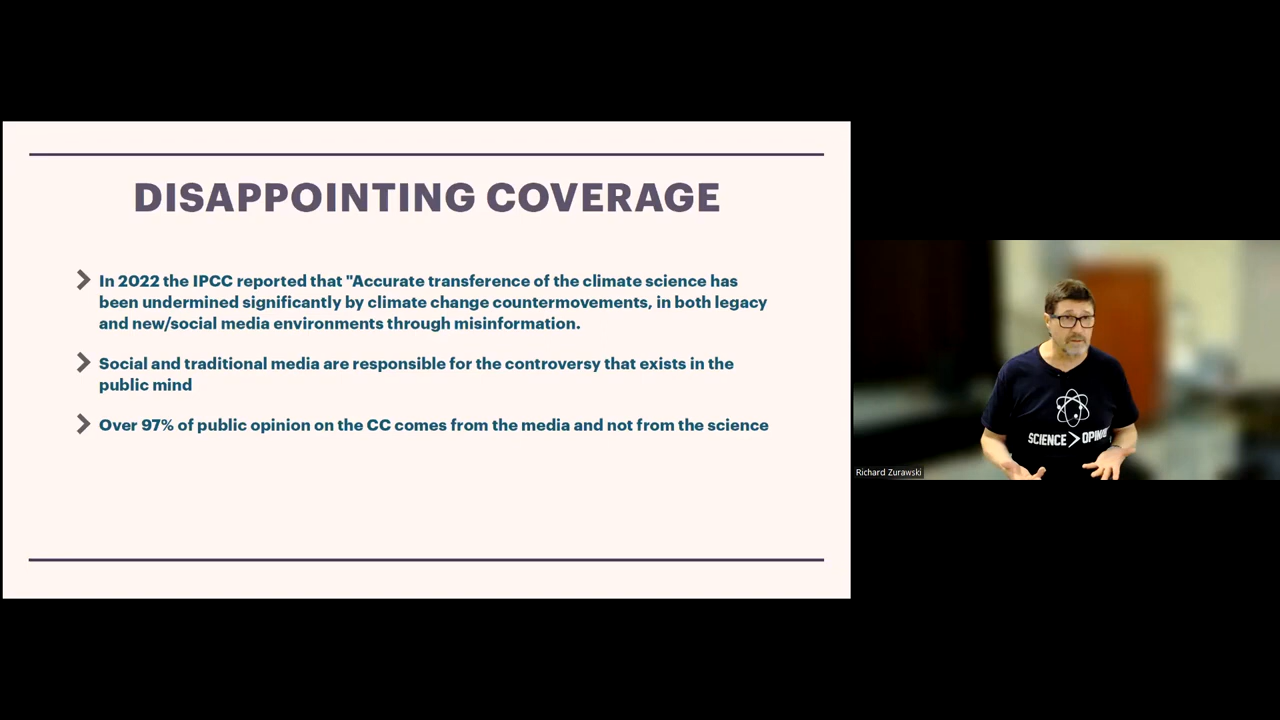 DISAPPOINTING COVERAGE
In 2022 the IPCC reported that "Accurate transference of the climate science has
been undermined significantly by climate change countermovements, in both legacy
and new/social media environments through misinformation.
Social and traditional media are responsible for the controversy that exists in the
public mind
Over 97% of public opinion on the CC comes from the media and not from the science
SCIENCE>
Richard Zurawski